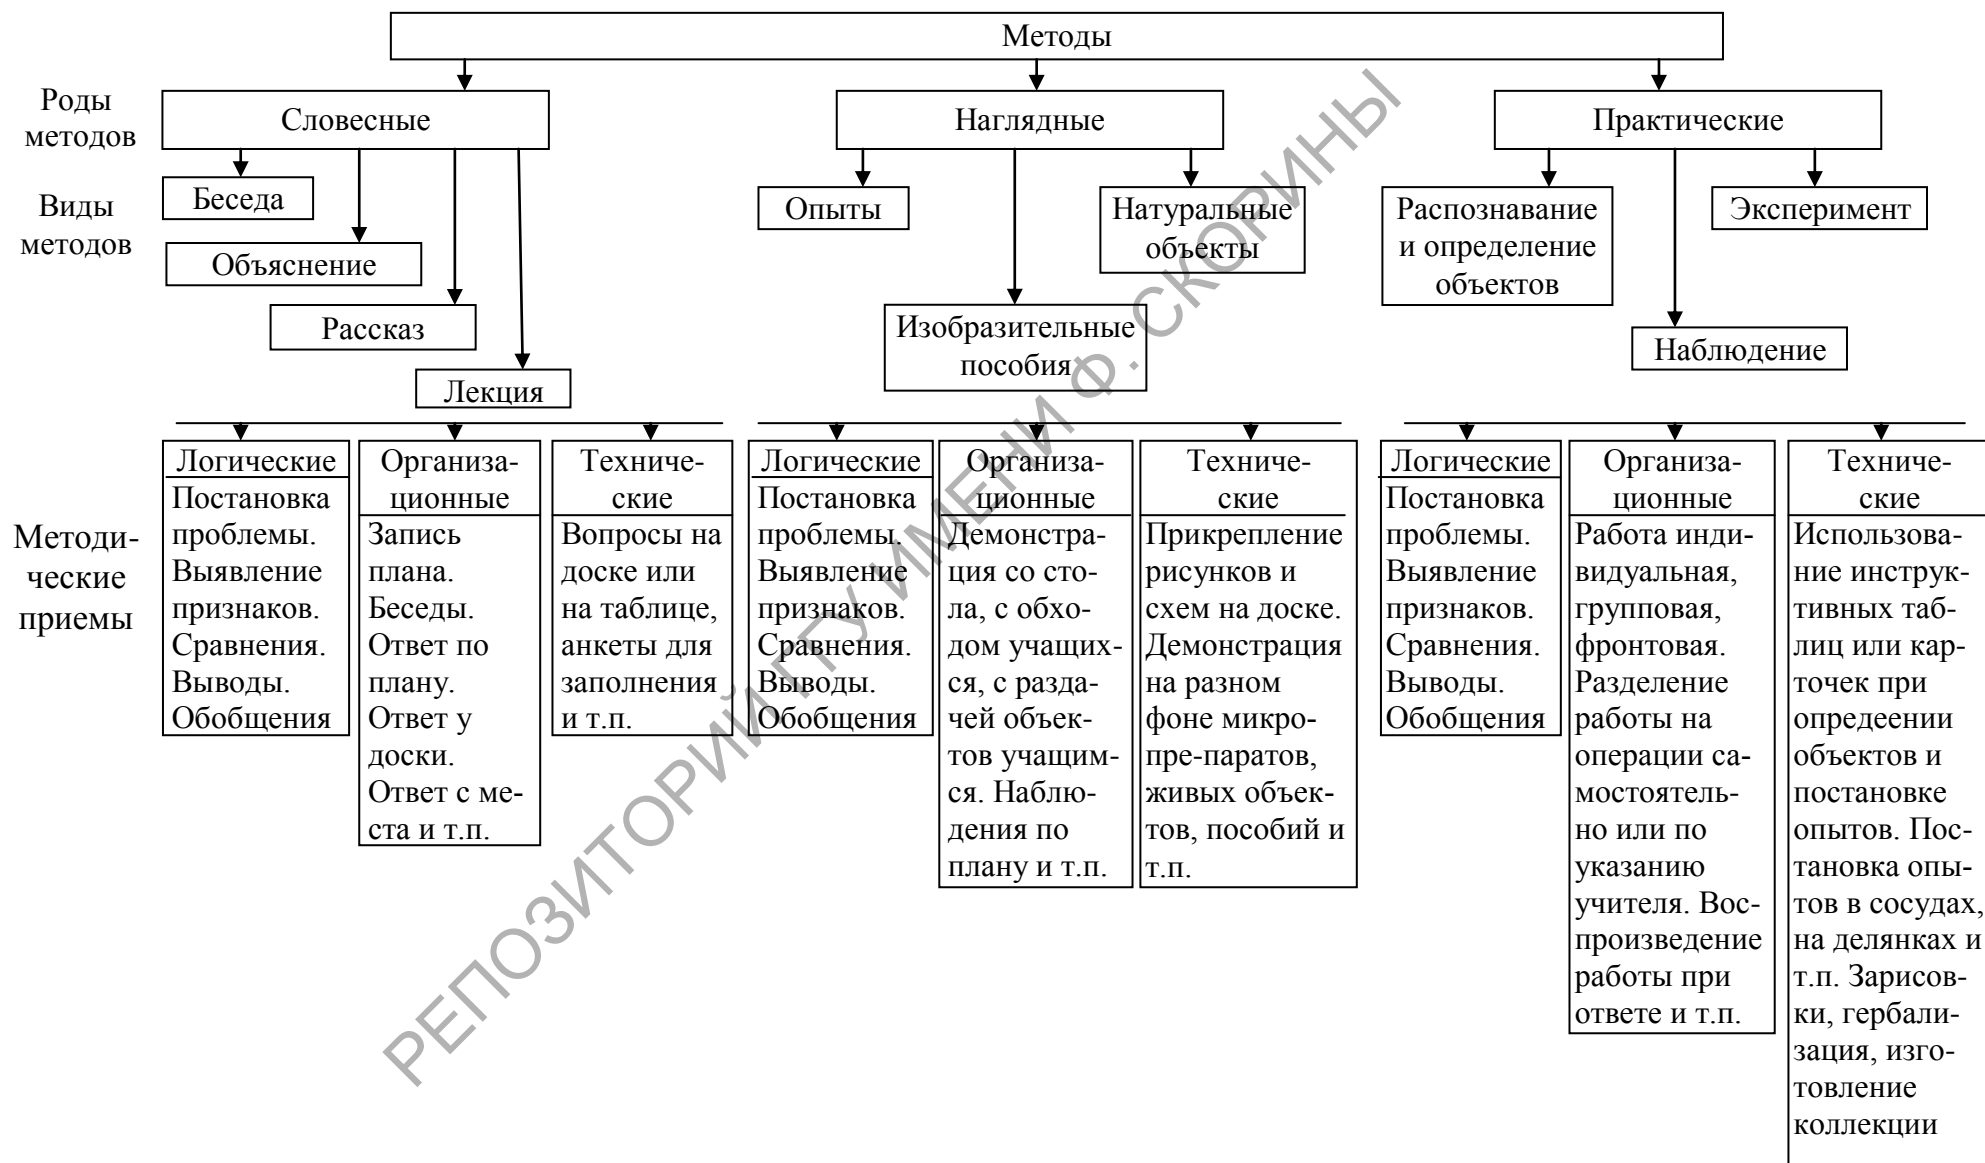 Методы
Роды
методов
Словесные
Наглядные
Практические
Виды
методов
Беседа
Объяснение
Рассказ
Лекция
Опыты
Изобразительные
пособия
Натуральные
объекты
Распознавание
и определение
объектов
Наблюдение
Эксперимент
Методи-
ческие
приемы
Логические
Постановка
проблемы.
Выявление
признаков.
Сравнения.
Выводы.
Обобщения
Организа-
ционные
Запись
плана.
Беседы.
Ответ по
плану.
Ответ у
доски.
Ответ с ме-
ста и т.п.
Техниче-
ские
Вопросы на
доске или
на таблице,
анкеты для
заполнения
и т.п.
Логические
Постановка
проблемы.
Выявление
признаков.
Сравнения.
Выводы.
Обобщения
Организа-
ционные
Демонстра-
ция со сто-
ла, с обхо-
дом учащих-
ся, с разда-
чей объек-
тов учащим-
ся. Наблю-
дения по
плану и т.п.
Техниче-
ские
Прикрепление
рисунков и
схем на доске.
Демонстрация
на разном
фоне микро-
пре-паратов,
живых объек-
тов, пособий и
т.п.
Логические
Постановка
проблемы.
Выявление
признаков.
Сравнения.
Выводы.
Обобщения
Организа-
ционные
Работа инди-
видуальная,
групповая,
фронтовая.
Разделение
работы на
операции са-
мостоятель-
но или по
указанию
учителя. Вос-
произведение
работы при
ответе и т.п.
Техниче-
ские
Использова-
ние инструк-
тивных таб-
лиц или кар-
точек при
опредеении
объектов и
постановке
опытов. Пос-
тановка опы-
тов в сосудах,
на делянках и
т.п. Зарисов-
ки, гербали-
зация, изго-
товление
коллекции
РЕПОЗИТОРИЙ ГГУ ИМЕНИ Ф. СКОРИНЫ